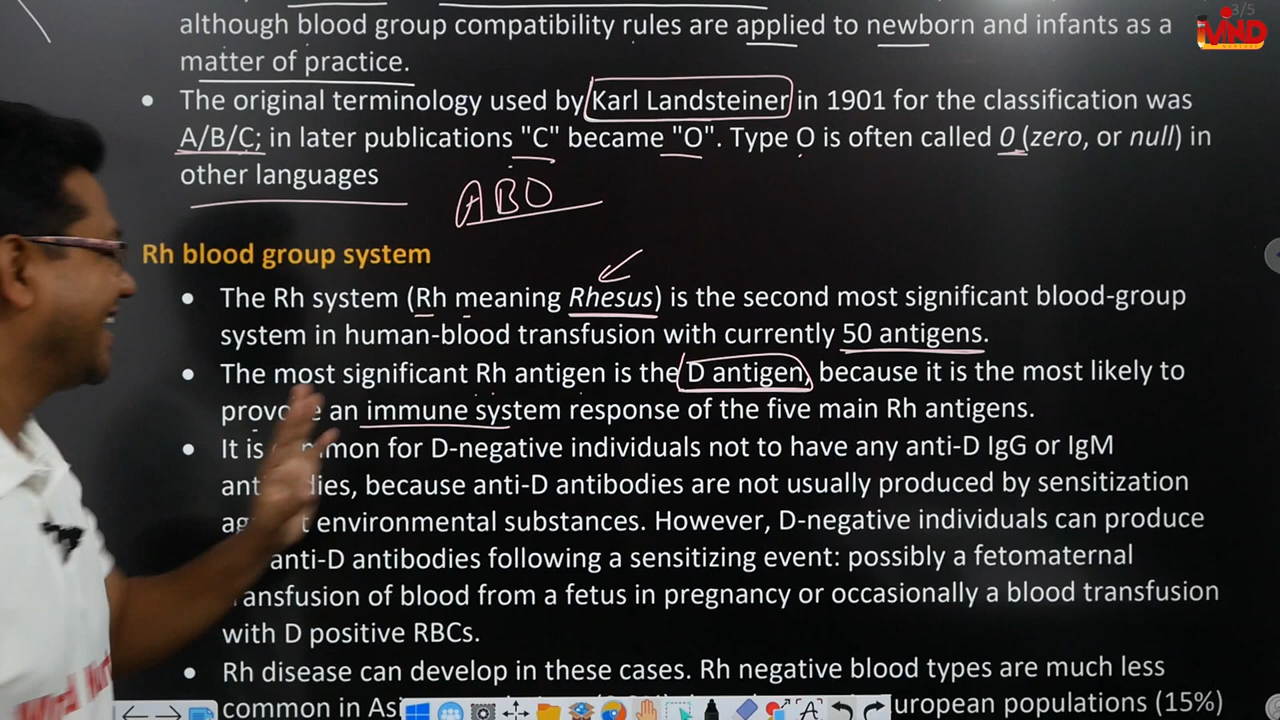 3/5
iMIND
although blood group compatibility rules are applied to newborn and infants as a
matter of practice.
• The original terminology used by Karl Landsteiner in 1901 for the classification was
A/B/C; in later publications "C" became "O". Type O is often called 0 (zero, or null) in
other languages
ABO
Rh blood group system
• The Rh system (Rh meaning Rhesus) is the second most significant blood-group
system in human-blood transfusion with currently 50 antigens.
• The most significant Rh antigen is the D antigen, because it is the most likely to
an immune system response of the five main Rh antigens.
• It is for D-negative individuals not to have any anti-D IgG or IgM
because anti-D antibodies are not usually produced by sensitization
environmental substances. However, D-negative individuals can produce
anti-D antibodies following a sensitizing event: possibly a fetomaternal
transfusion of blood from a fetus in pregnancy or occasionally a blood transfusion
with D positive RBCs.
• Rh disease can develop in these cases. Rh negative blood types are much less
common in (15%)